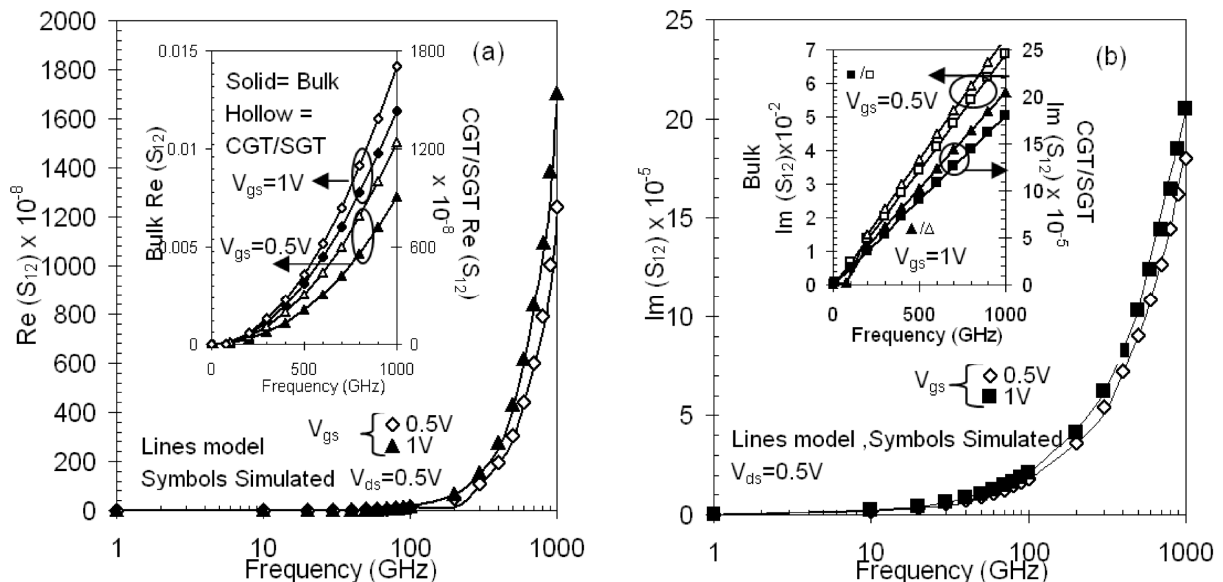 (a)
Re (S12) x 10-8
2000
1800
1600
1400
1200
1000
800
600
400
200
0
1
10
100
1000
Frequency (GHz)
Bulk Re (S12)
0.015
0.01
0.005
0
CGT/SGT Re (S12)
x 10-8
1800
1200
600
0
0
500
1000
Frequency (GHz)
Solid= Bulk
Hollow =
CGT/SGT
Vgs=1V
Vgs=0.5V
Vgs
0.5V
1V
Lines model
Symbols Simulated
Vds=0.5V
(b)
Im (S12) x 10-5
25
20
15
10
5
0
1
10
100
1000
Frequency (GHz)
Bulk
Im (S12)x10-2
7
6
5
4
3
2
1
0
CGT/SGT
Im (S12) x 10-5
25
20
15
10
5
0
0
500
1000
Frequency (GHz)
■/□
Vgs=0.5V
▲/△
Vgs=1V
Vgs
0.5V
1V
Lines model ,Symbols Simulated
Vds=0.5V